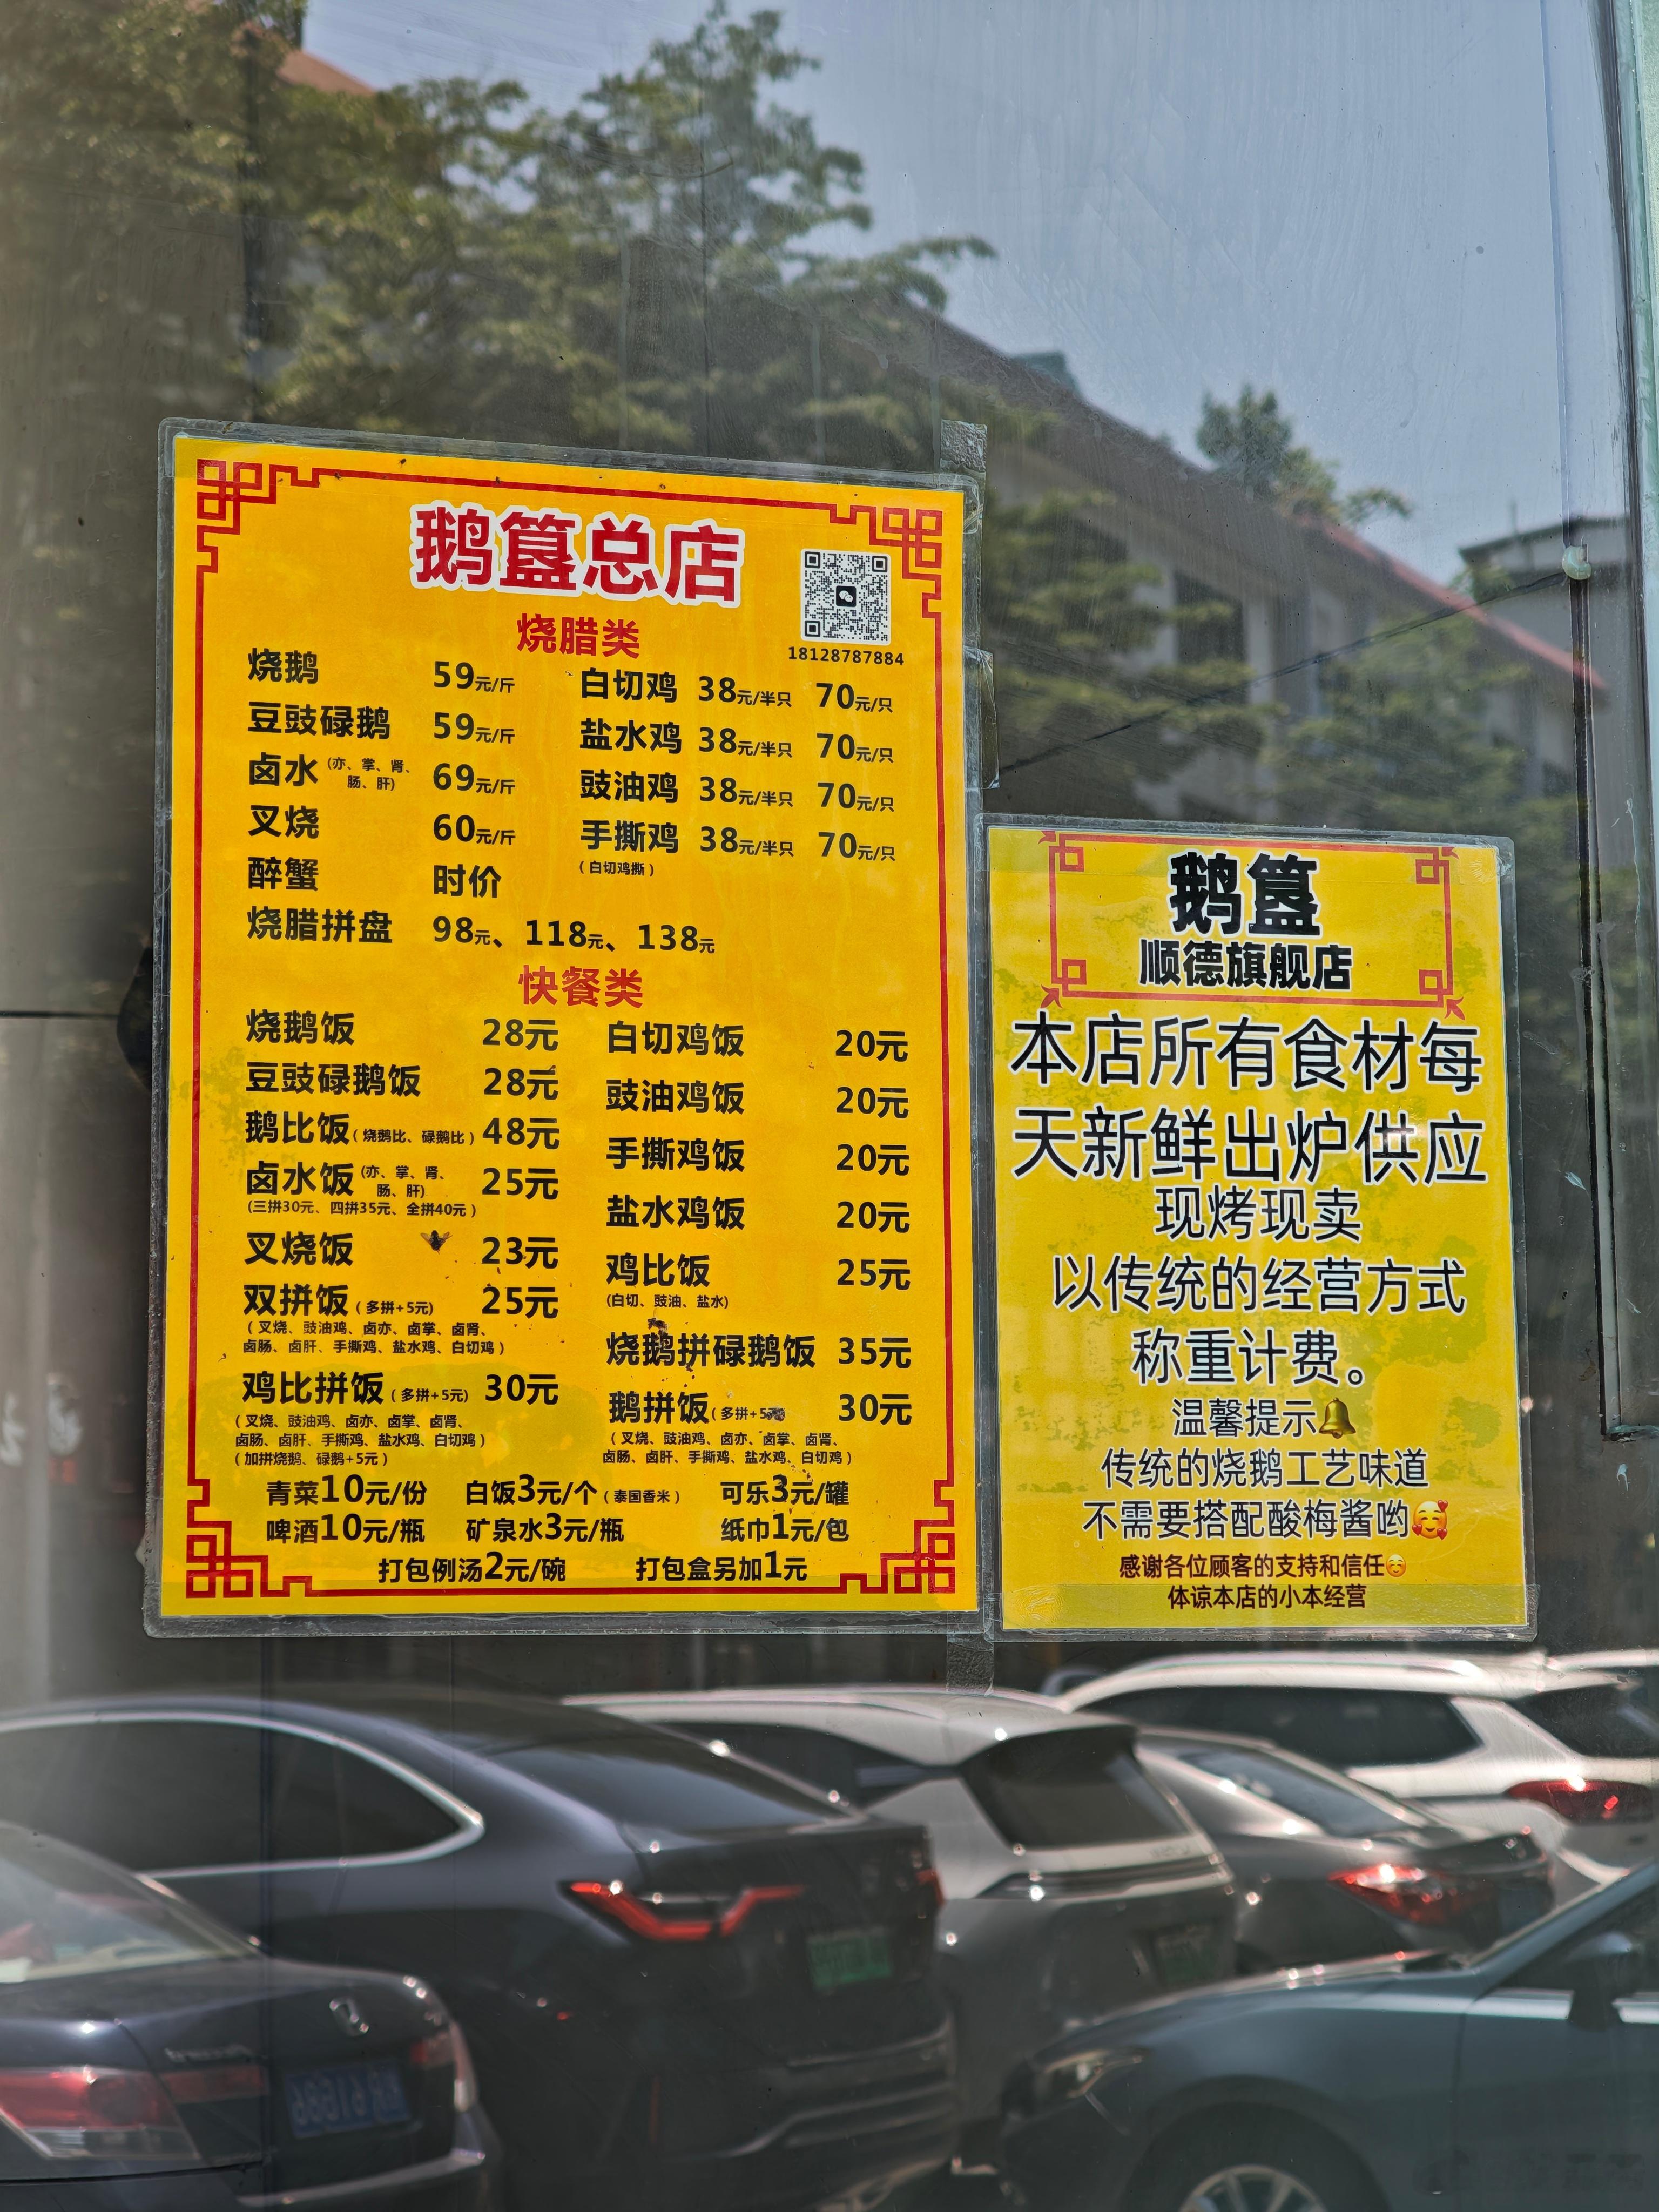 鹅簋总店
18128787884
烧腊类
烧鹅 59元/斤
豆豉碌鹅 59元/斤
卤水 (亦、掌、肾、肠、肝) 69元/斤
叉烧 60元/斤
醉蟹 时价
烧腊拼盘 98元、118元、138元
白切鸡 38元/半只 70元/只
盐水鸡 38元/半只 70元/只
豉油鸡 38元/半只 70元/只
手撕鸡 38元/半只 70元/只
(白切鸡撕)
快餐类
烧鹅饭 28元
豆豉碌鹅饭 28元
鹅比饭(烧鹅比、碌鹅比) 48元
卤水饭 (亦、掌、肾、肠、肝) 25元
(三拼30元、四拼35元、全拼40元)
叉烧饭 23元
双拼饭(多拼+5元) 25元
(叉烧、豉油鸡、卤亦、卤掌、卤肾、
卤肠、卤肝、手撕鸡、盐水鸡、白切鸡)
鸡比拼饭(多拼+5元) 30元
(叉烧、豉油鸡、卤亦、卤掌、卤肾、
卤肠、卤肝、手撕鸡、盐水鸡、白切鸡)
(加拼烧鹅、碌鹅+5元)
白切鸡饭 20元
豉油鸡饭 20元
手撕鸡饭 20元
盐水鸡饭 20元
鸡比饭 25元
(白切、豉油、盐水)
烧鹅拼碌鹅饭 35元
鹅拼饭(多拼+5元) 30元
(叉烧、豉油鸡、卤亦、卤掌、卤肾、
卤肠、卤肝、手撕鸡、盐水鸡、白切鸡)
青菜10元/份 白饭3元/个(泰国香米) 可乐3元/罐
啤酒10元/瓶 矿泉水3元/瓶 纸巾1元/包
打包例汤2元/碗 打包盒另加1元
鹅簋
顺德旗舰店
本店所有食材每
天新鲜出炉供应
现烤现卖
以传统的经营方式
称重计费。
温馨提示🔔
传统的烧鹅工艺味道
不需要搭配酸梅酱哟🥰
感谢各位顾客的支持和信任☺️
体谅本店的小本经营